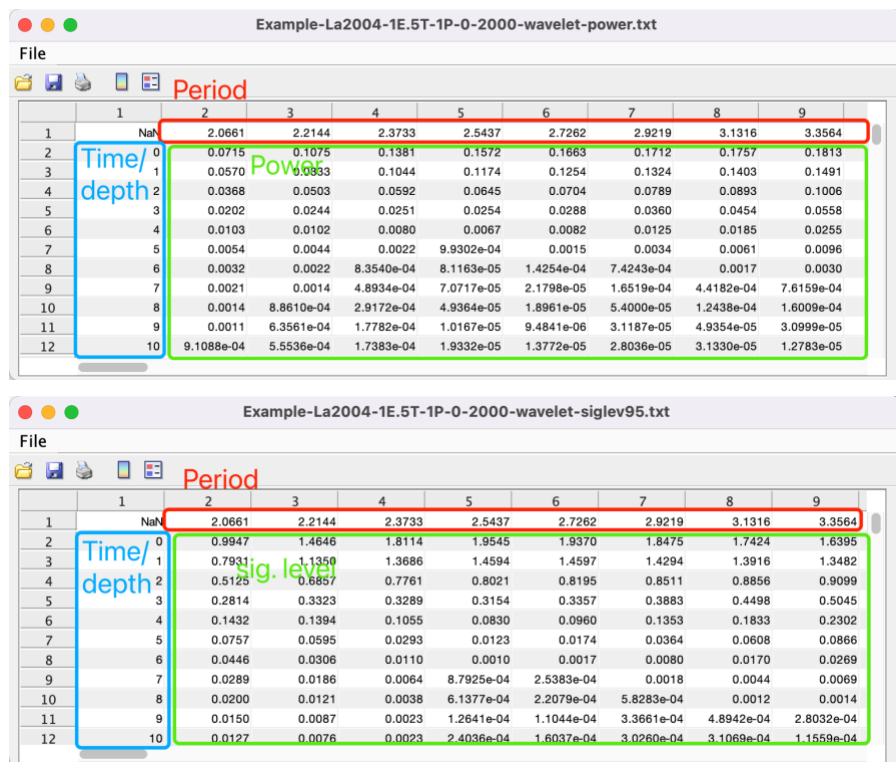 Example-La2004-1E.5T-1P-0-2000-wavelet-power.txt
File
Period
1 2 3 4 5 6 7 8 9
1 NaN 2.0661 2.2144 2.3733 2.5437 2.7262 2.9219 3.1316 3.3564
2 0 0.0715 0.1075 0.1381 0.1572 0.1663 0.1712 0.1757 0.1813
Time/
depth
Power
3 1 0.0570 0.0833 0.1044 0.1174 0.1254 0.1324 0.1403 0.1491
4 2 0.0368 0.0503 0.0592 0.0645 0.0704 0.0789 0.0893 0.1006
5 3 0.0202 0.0244 0.0251 0.0254 0.0288 0.0360 0.0454 0.0558
6 4 0.0103 0.0102 0.0080 0.0067 0.0082 0.0125 0.0185 0.0255
7 5 0.0054 0.0044 0.0022 9.9302e-04 0.0015 0.0034 0.0061 0.0096
8 6 0.0032 0.0022 8.3540e-04 8.1163e-05 1.4254e-04 7.4243e-04 0.0017 0.0030
9 7 0.0021 0.0014 4.8934e-04 7.0717e-05 2.1798e-05 1.6519e-04 4.4182e-04 7.6159e-04
10 8 0.0014 8.8610e-04 2.9172e-04 4.9364e-05 1.8961e-05 5.4000e-05 1.2438e-04 1.6009e-04
11 9 0.0011 6.3561e-04 1.7782e-04 1.0167e-05 9.4841e-06 3.1187e-05 4.9354e-05 3.0999e-05
12 10 9.1088e-04 5.5536e-04 1.7383e-04 1.9332e-05 1.3772e-05 2.8036e-05 3.1330e-05 1.2783e-05
Example-La2004-1E.5T-1P-0-2000-wavelet-siglev95.txt
File
Period
1 2 3 4 5 6 7 8 9
1 NaN 2.0661 2.2144 2.3733 2.5437 2.7262 2.9219 3.1316 3.3564
2 0 0.9947 1.4646 1.8114 1.9545 1.9370 1.8475 1.7424 1.6395
Time/
depth
sig. level
3 1 0.7931 1.1350 1.3686 1.4594 1.4597 1.4294 1.3916 1.3482
4 2 0.5125 0.6857 0.7761 0.8021 0.8195 0.8511 0.8856 0.9099
5 3 0.2814 0.3323 0.3289 0.3154 0.3357 0.3883 0.4498 0.5045
6 4 0.1432 0.1394 0.1055 0.0830 0.0960 0.1353 0.1833 0.2302
7 5 0.0757 0.0595 0.0293 0.0123 0.0174 0.0364 0.0608 0.0866
8 6 0.0446 0.0306 0.0110 0.0010 0.0017 0.0080 0.0170 0.0269
9 7 0.0289 0.0186 0.0064 8.7925e-04 2.5383e-04 0.0018 0.0044 0.0069
10 8 0.0200 0.0121 0.0038 6.1377e-04 2.2079e-04 5.8283e-04 0.0012 0.0014
11 9 0.0150 0.0087 0.0023 1.2641e-04 1.1044e-04 3.3661e-04 4.8942e-04 2.8032e-04
12 10 0.0127 0.0076 0.0023 2.4036e-04 1.6037e-04 3.0260e-04 3.1069e-04 1.1559e-04